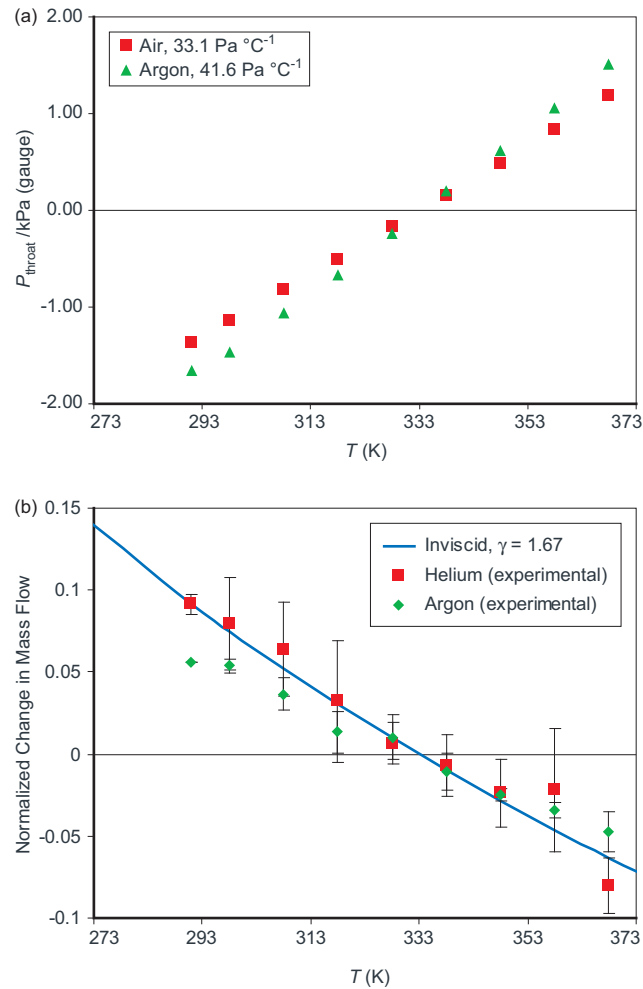 (a)
2.00
1.00
0.00
-1.00
-2.00
P_throat /kPa (gauge)
Air, 33.1 Pa °C⁻¹
Argon, 41.6 Pa °C⁻¹
273 293 313 333 353 373
T (K)
(b)
0.15
0.1
0.05
0
-0.05
-0.1
Normalized Change in Mass Flow
Inviscid, γ = 1.67
Helium (experimental)
Argon (experimental)
273 293 313 333 353 373
T (K)